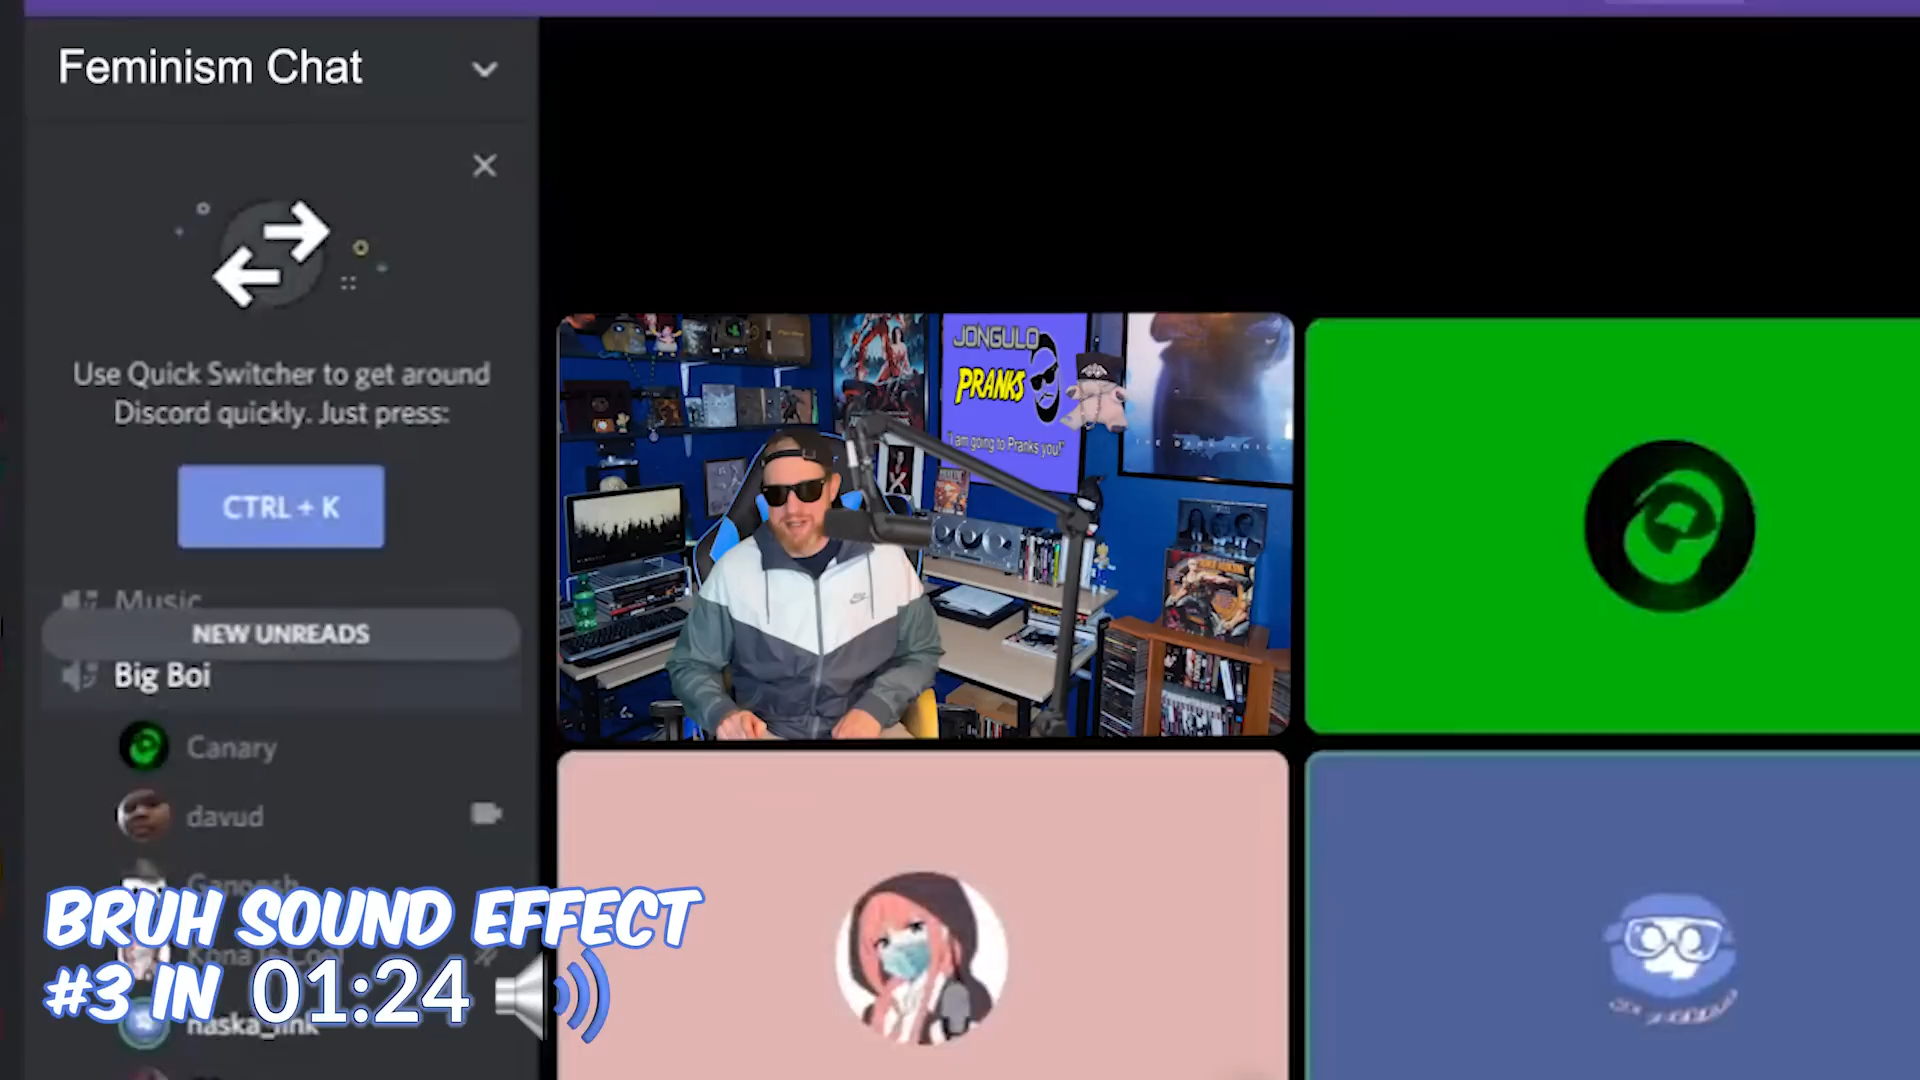 Feminism Chat
Use Quick Switcher to get around
Discord quickly. Just press:
CTRL + K
Music
NEW UNREADS
Big Boi
Canary
davud
BRUH SOUND EFFECT
#3 IN 01:24
naska_link
JONGULO
PRANKS
"I am going to Pranks you!"